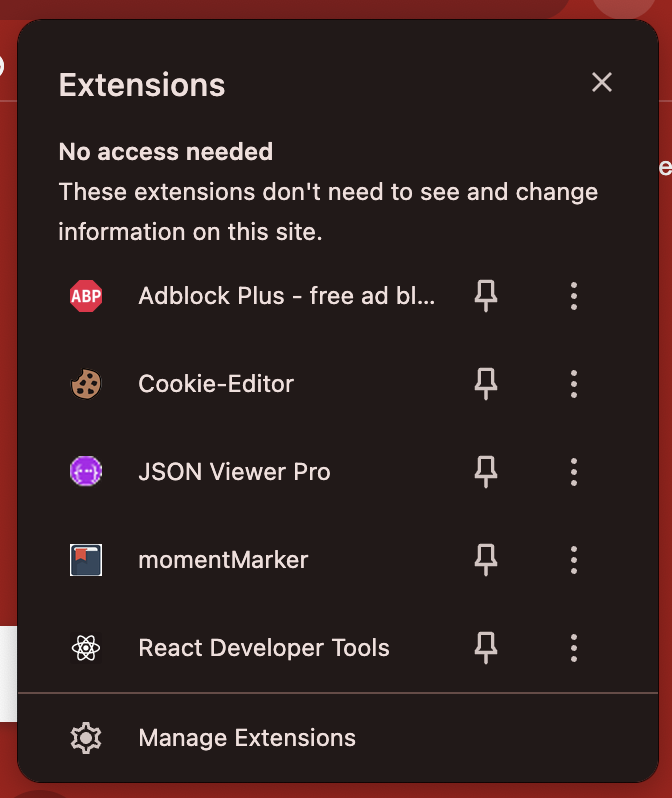 Extensions
No access needed
These extensions don't need to see and change
information on this site.
ABP Adblock Plus - free ad bl...
Cookie-Editor
JSON Viewer Pro
momentMarker
React Developer Tools
Manage Extensions
e